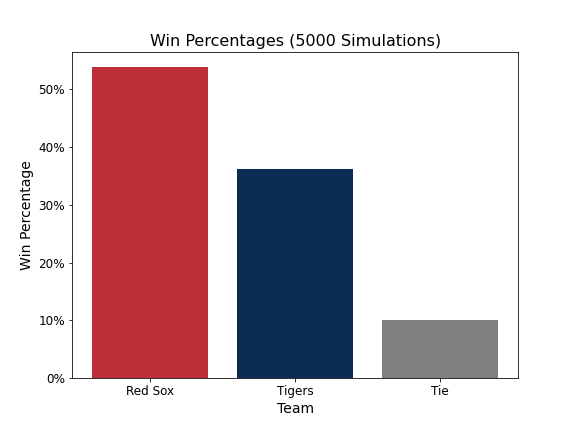 Win Percentages (5000 Simulations)
50%
40%
30%
20%
10%
0%
Win Percentage
Red Sox
Tigers
Tie
Team